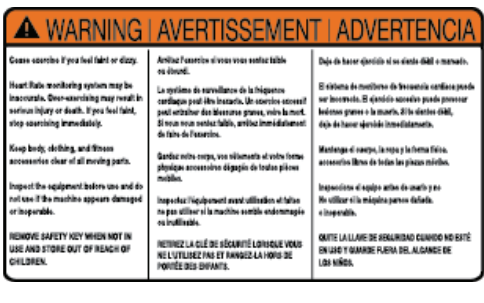 WARNING | AVERTISSEMENT | ADVERTENCIA
Cease exercise if you feel faint or dizzy.
Heart Rate monitoring system may be
inaccurate. Over-exercising may result in
serious injury or death. If you feel faint,
stop exercising immediately.
Keep body, clothing, and fitness
accessories clear of all moving parts.
Inspect the equipment before use and do
not use if the machine appears damaged
or inoperable.
REMOVE SAFETY KEY WHEN NOT IN
USE AND STORE OUT OF REACH OF
CHILDREN.
Arrêtez l'exercice si vous vous sentez faible
ou étourdi.
Le système de surveillance de la fréquence
cardiaque peut être inexacte. Un exercice excessif
peut entraîner des blessures graves, voire la mort.
Si vous vous sentez faible, arrêtez immédiatement
de faire de l'exercice.
Gardez votre corps, vos vêtements et votre forme
physique accessoires dégagés de toutes pièces
mobiles.
Inspectez l'équipement avant utilisation et faites
ne pas utiliser si la machine semble endommagée
ou inutilisable.
RETIREZ LA CLÉ DE SÉCURITÉ LORSQUE VOUS
NE L'UTILISEZ PAS ET RANGEZ-LA HORS DE
PORTÉE DES ENFANTS.
Deje de hacer ejercicio si se siente débil o mareado.
El sistema de monitoreo de frecuencia cardiaca puede
ser incorrecto. El ejercicio excesivo puede provocar
lesiones graves o la muerte. Si te sientes débil,
deja de hacer ejercicio inmediatamente.
Mantenga el cuerpo, la ropa y la forma física.
accesorios libre de todas las piezas móviles.
Inspeccione el equipo antes de usarlo y no
No utilizar si la máquina parece dañada.
o inoperable.
QUITE LA LLAVE DE SEGURIDAD CUANDO NO ESTÉ
EN USO Y GUARDE FUERA DEL ALCANCE DE
LOS NIÑOS.